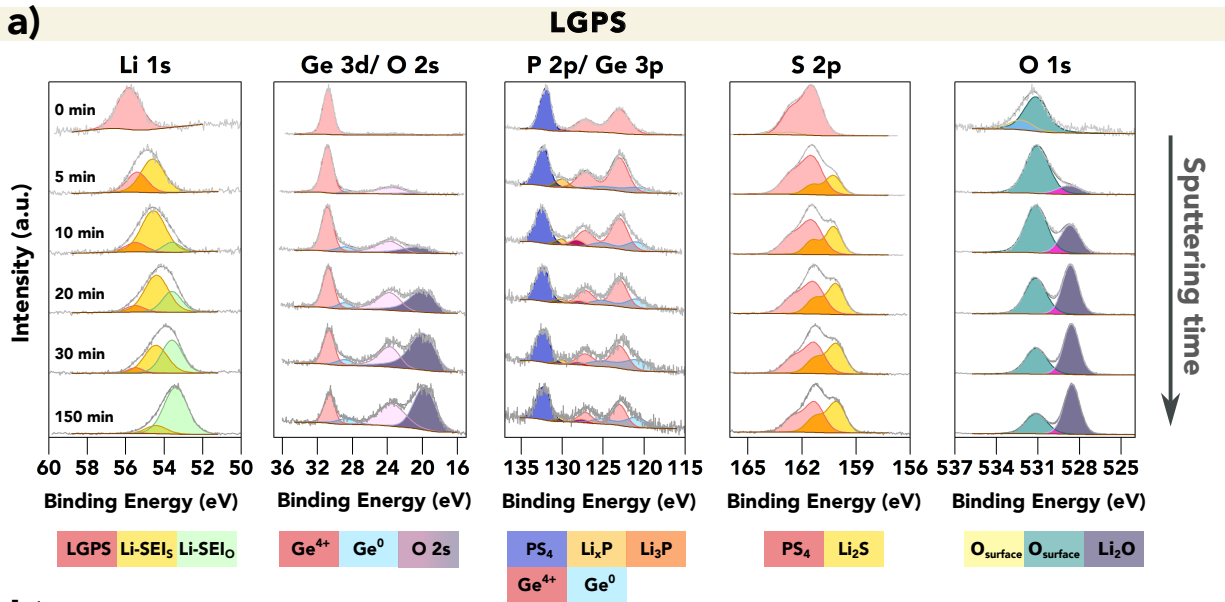 a)
LGPS
Li 1s
Ge 3d/ O 2s
P 2p/ Ge 3p
S 2p
O 1s
0 min
5 min
10 min
20 min
30 min
150 min
Intensity (a.u.)
Sputtering time
60 56 54 52 50
36 32 28 24 20 16
135 130 125 120 115
165 162 159 156
537 534 531 528 525
Binding Energy (eV)
Binding Energy (eV)
Binding Energy (eV)
Binding Energy (eV)
Binding Energy (eV)
LGPS Li-SEIS Li-SEIO
Ge4+ Ge0 O 2s
PS4 LixP Li3P
Ge4+ Ge0
PS4 Li2S
Osurface Osurface Li2O